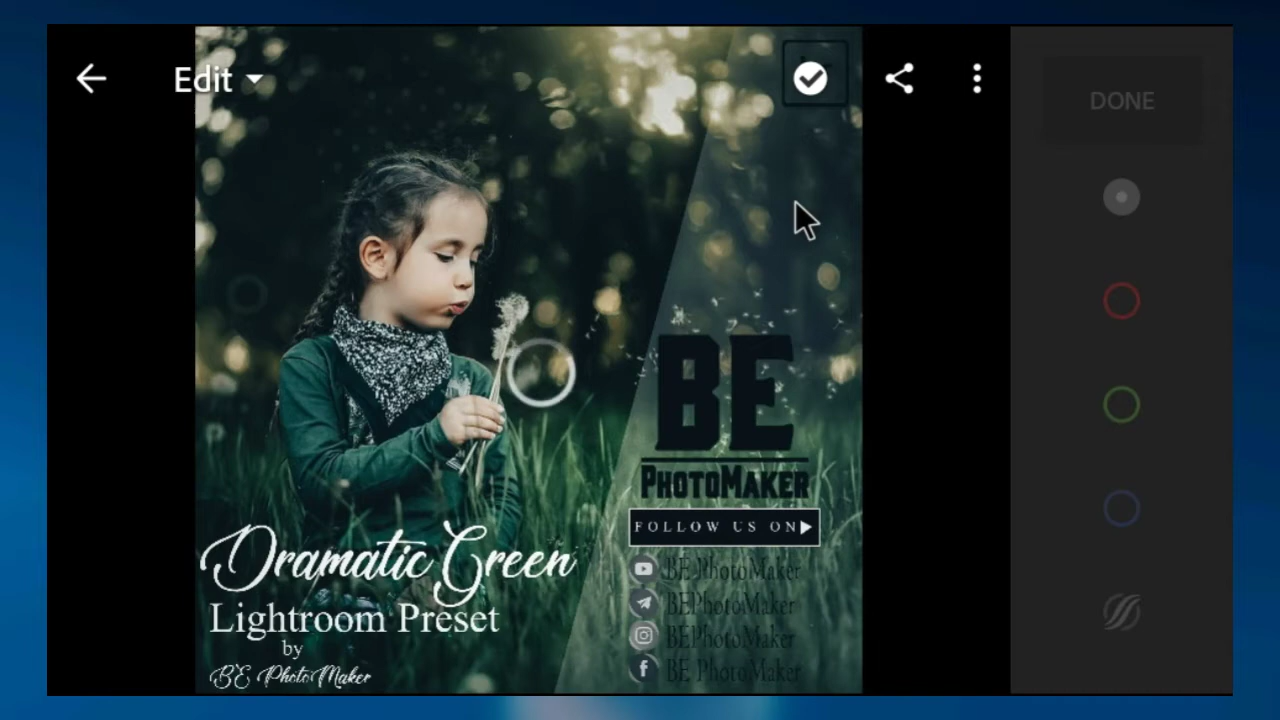 Edit
DONE
BE
PHOTOMAKER
FOLLOW US ON
BE PhotoMaker
BEPhotoMaker
BEPhotoMaker
BE PhotoMaker
Dramatic Green
Lightroom Preset
by
BE PhotoMaker